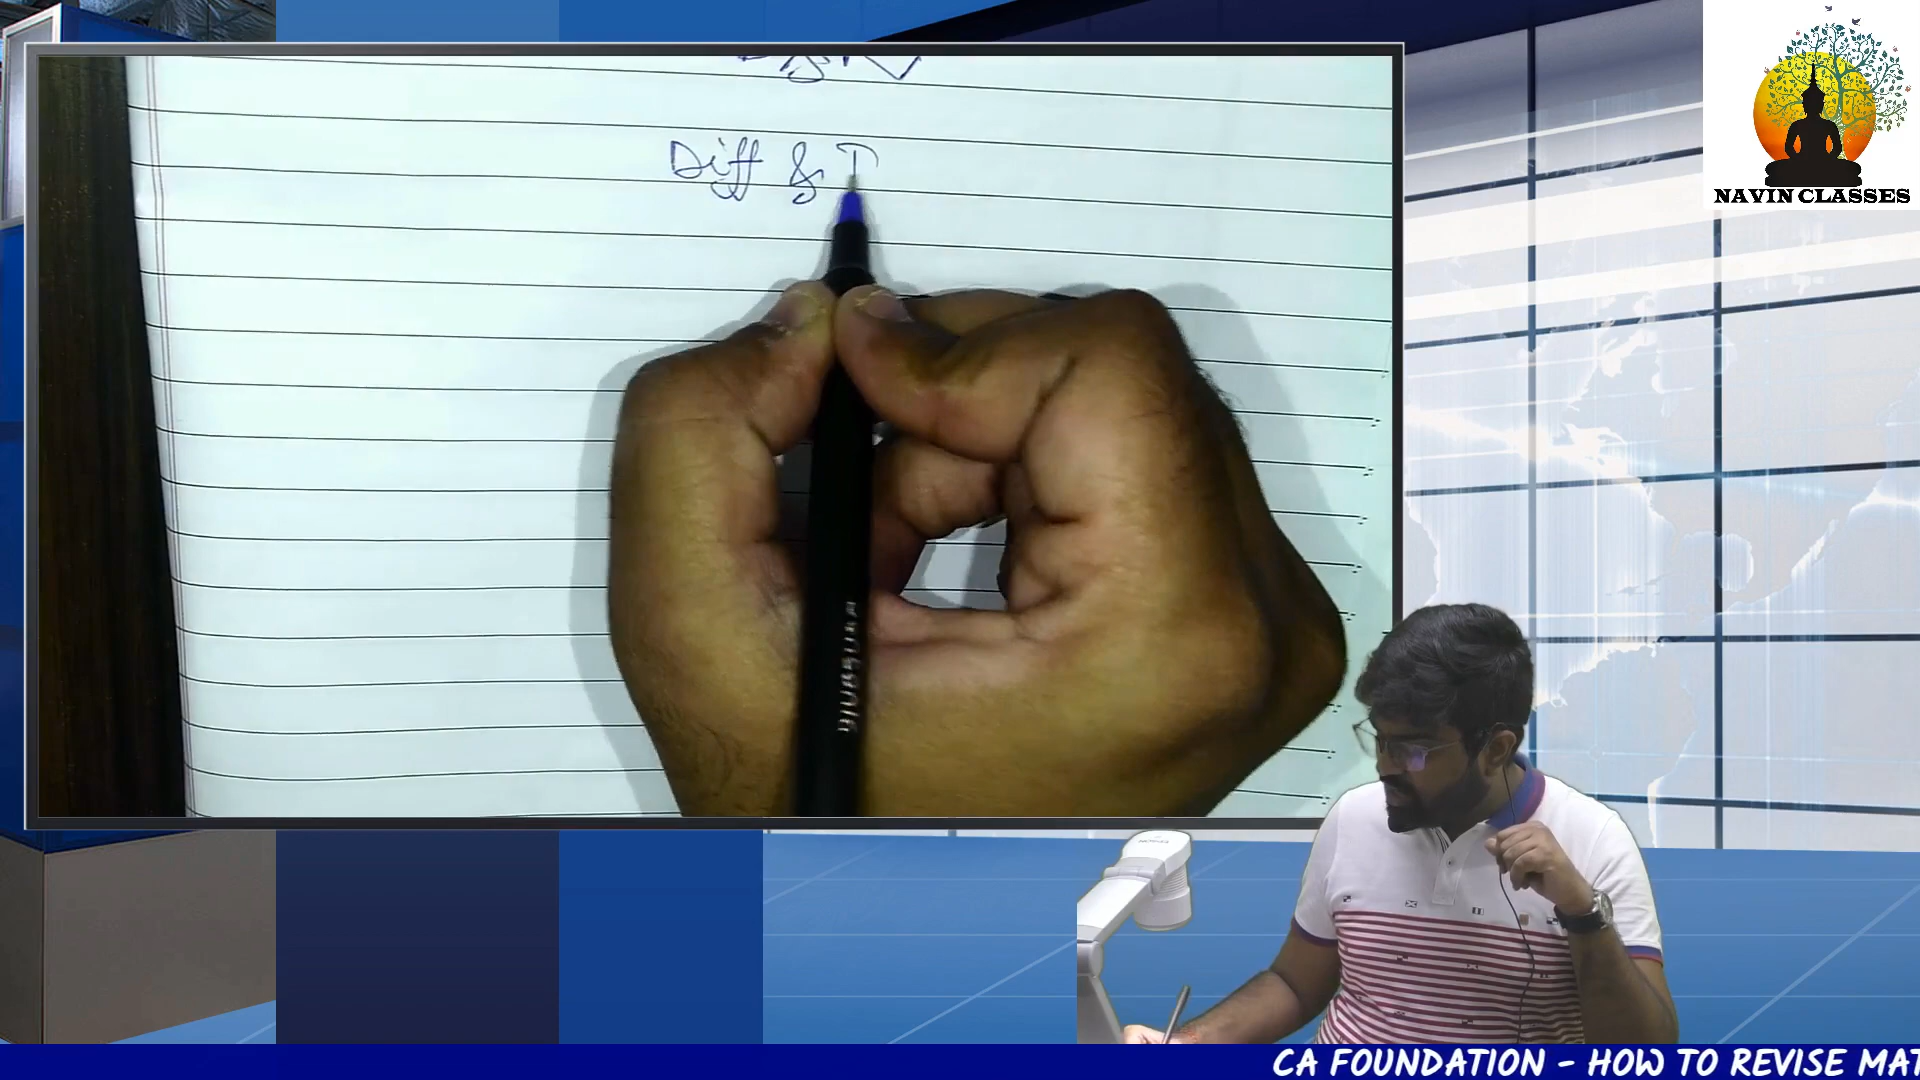 Diff &
NAVIN CLASSES
CA FOUNDATION - HOW TO REVISE MAT